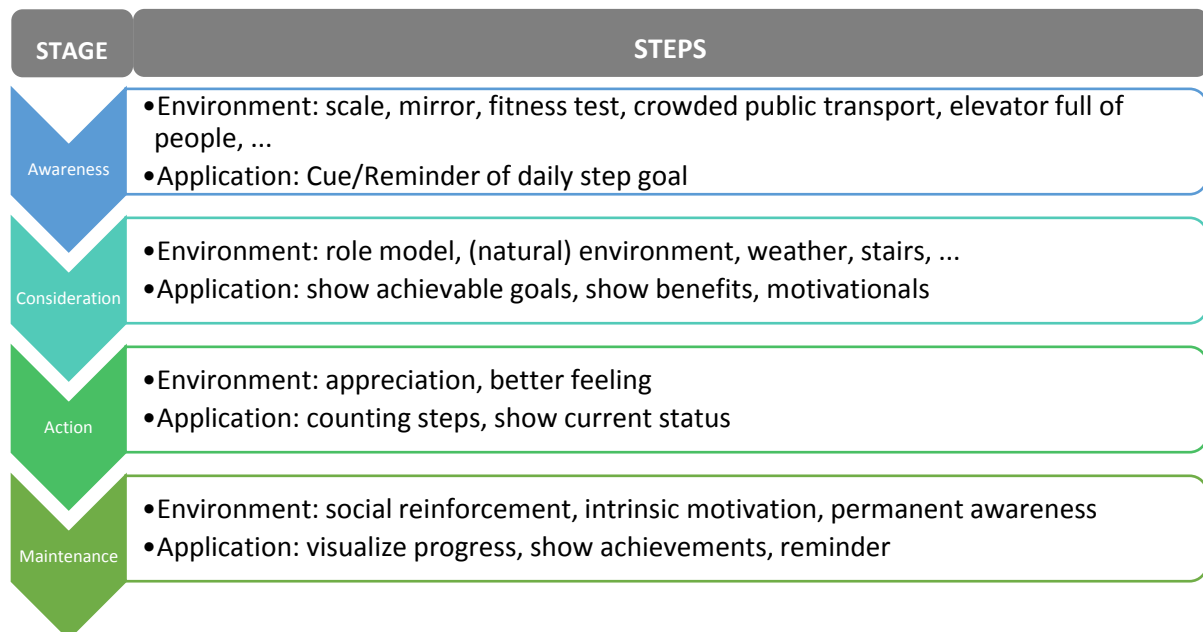 STAGE
STEPS
Awareness
•Environment: scale, mirror, fitness test, crowded public transport, elevator full of
people, ...
•Application: Cue/Reminder of daily step goal
Consideration
•Environment: role model, (natural) environment, weather, stairs, ...
•Application: show achievable goals, show benefits, motivationals
Action
•Environment: appreciation, better feeling
•Application: counting steps, show current status
Maintenance
•Environment: social reinforcement, intrinsic motivation, permanent awareness
•Application: visualize progress, show achievements, reminder